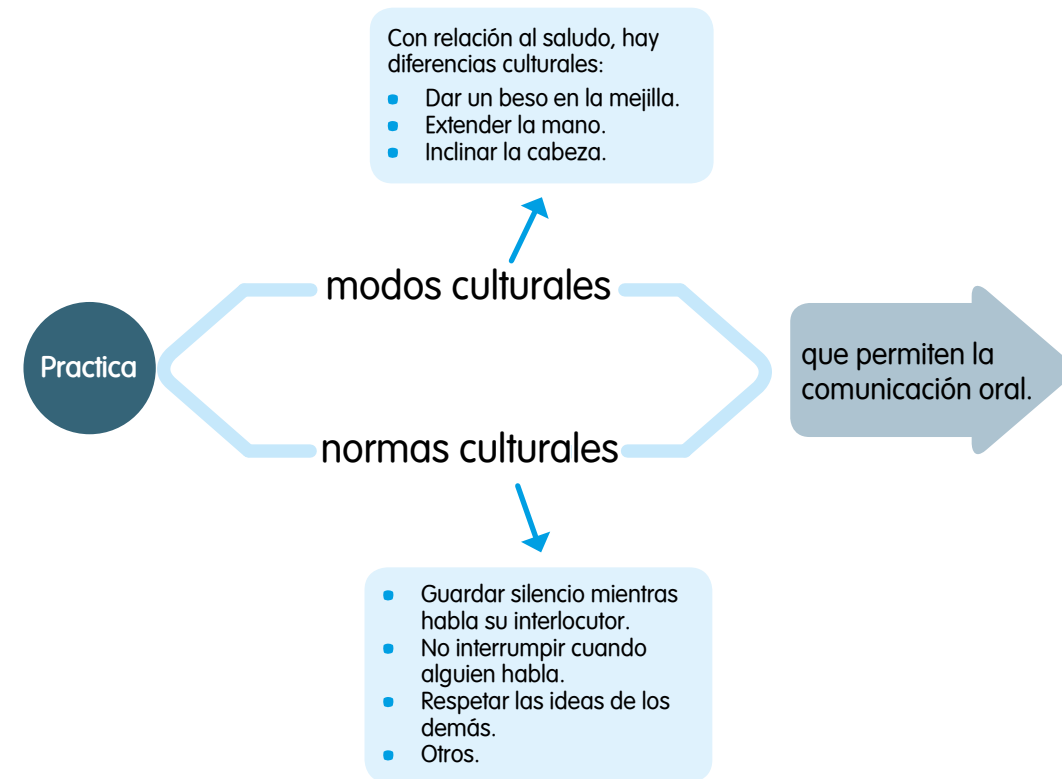 Con relación al saludo, hay
diferencias culturales:
• Dar un beso en la mejilla.
• Extender la mano.
• Inclinar la cabeza.
modos culturales
Practica
que permiten la
comunicación oral.
normas culturales
• Guardar silencio mientras
habla su interlocutor.
• No interrumpir cuando
alguien habla.
• Respetar las ideas de los
demás.
• Otros.